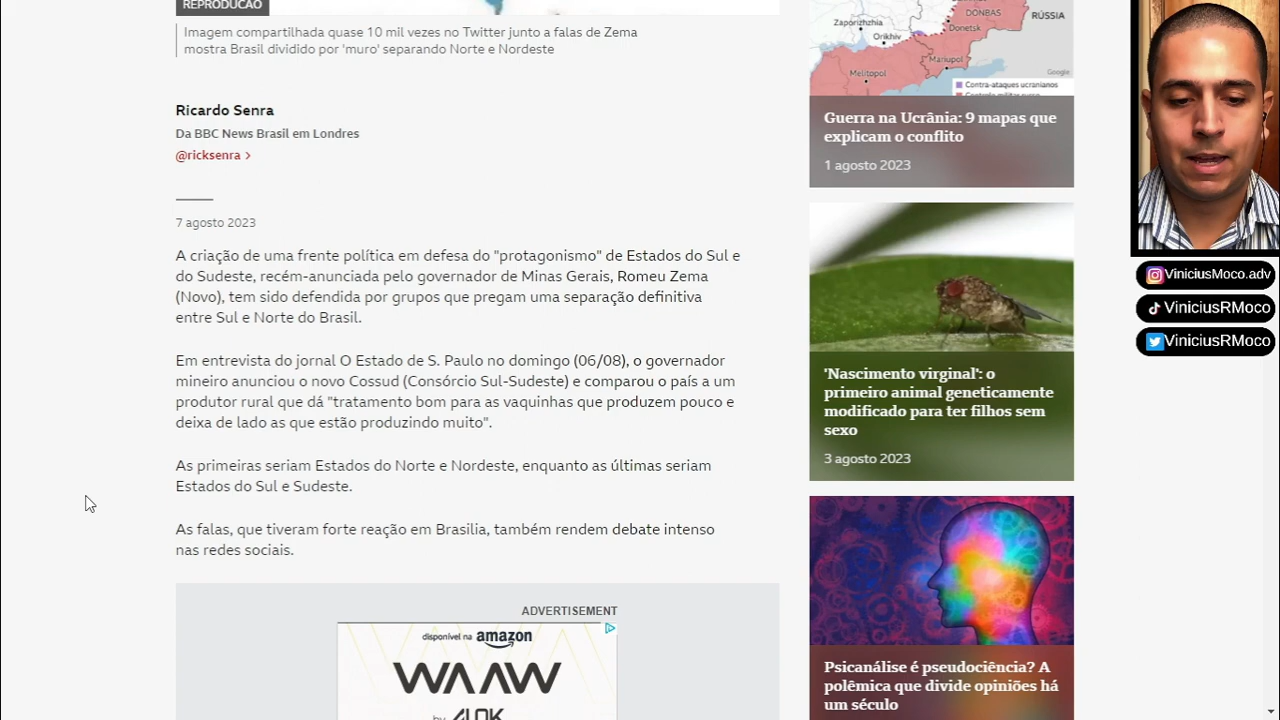 REPRODUÇÃO
Imagem compartilhada quase 10 mil vezes no Twitter junto a falas de Zema
mostra Brasil dividido por 'muro' separando Norte e Nordeste
Ricardo Senra
Da BBC News Brasil em Londres
@ricksenra >
7 agosto 2023
A criação de uma frente política em defesa do "protagonismo" de Estados do Sul e
do Sudeste, recém-anunciada pelo governador de Minas Gerais, Romeu Zema
(Novo), tem sido defendida por grupos que pregam uma separação definitiva
entre Sul e Norte do Brasil.
Em entrevista do jornal O Estado de S. Paulo no domingo (06/08), o governador
mineiro anunciou o novo Cossud (Consórcio Sul-Sudeste) e comparou o país a um
produtor rural que dá "tratamento bom para as vaquinhas que produzem pouco e
deixa de lado as que estão produzindo muito".
As primeiras seriam Estados do Norte e Nordeste, enquanto as últimas seriam
Estados do Sul e Sudeste.
As falas, que tiveram forte reação em Brasilia, também rendem debate intenso
nas redes sociais.
ADVERTISEMENT
disponível na amazon
WAAW
by ALOK
DONBAS
RÚSSIA
Zaporizhzhia
Donetsk
Orikhiv
Mariupol
Melitopol
Google
Contra-ataques ucranianos
Controle militar russo
Guerra na Ucrânia: 9 mapas que
explicam o conflito
1 agosto 2023
'Nascimento virginal': o
primeiro animal geneticamente
modificado para ter filhos sem
sexo
3 agosto 2023
Psicanálise é pseudociência? A
polêmica que divide opiniões há
um século
ViniciusMoco.adv
ViniciusRMoco
ViniciusRMoco